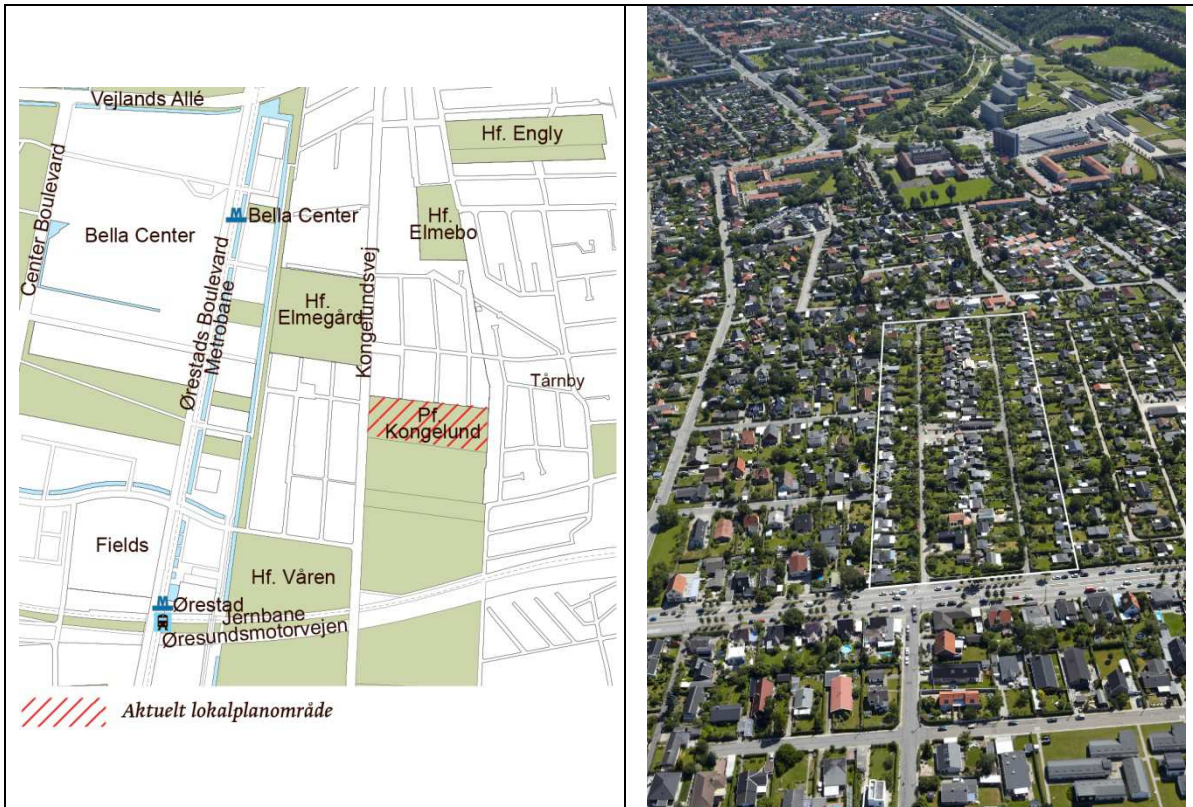 Vejlands Allé
Hf. Engly
Center Boulevard
Bella Center
Bella Center
Hf.
Elmebo
Ørestads Boulevard
Metrobane
Kongelundsvej
Hf.
Elmegård
Tårnby
Pf.
Kongelund
Fields
Hf. Våren
Ørestad
Jernbane
Øresundsmotorvejen
Aktuelt lokalplanområde